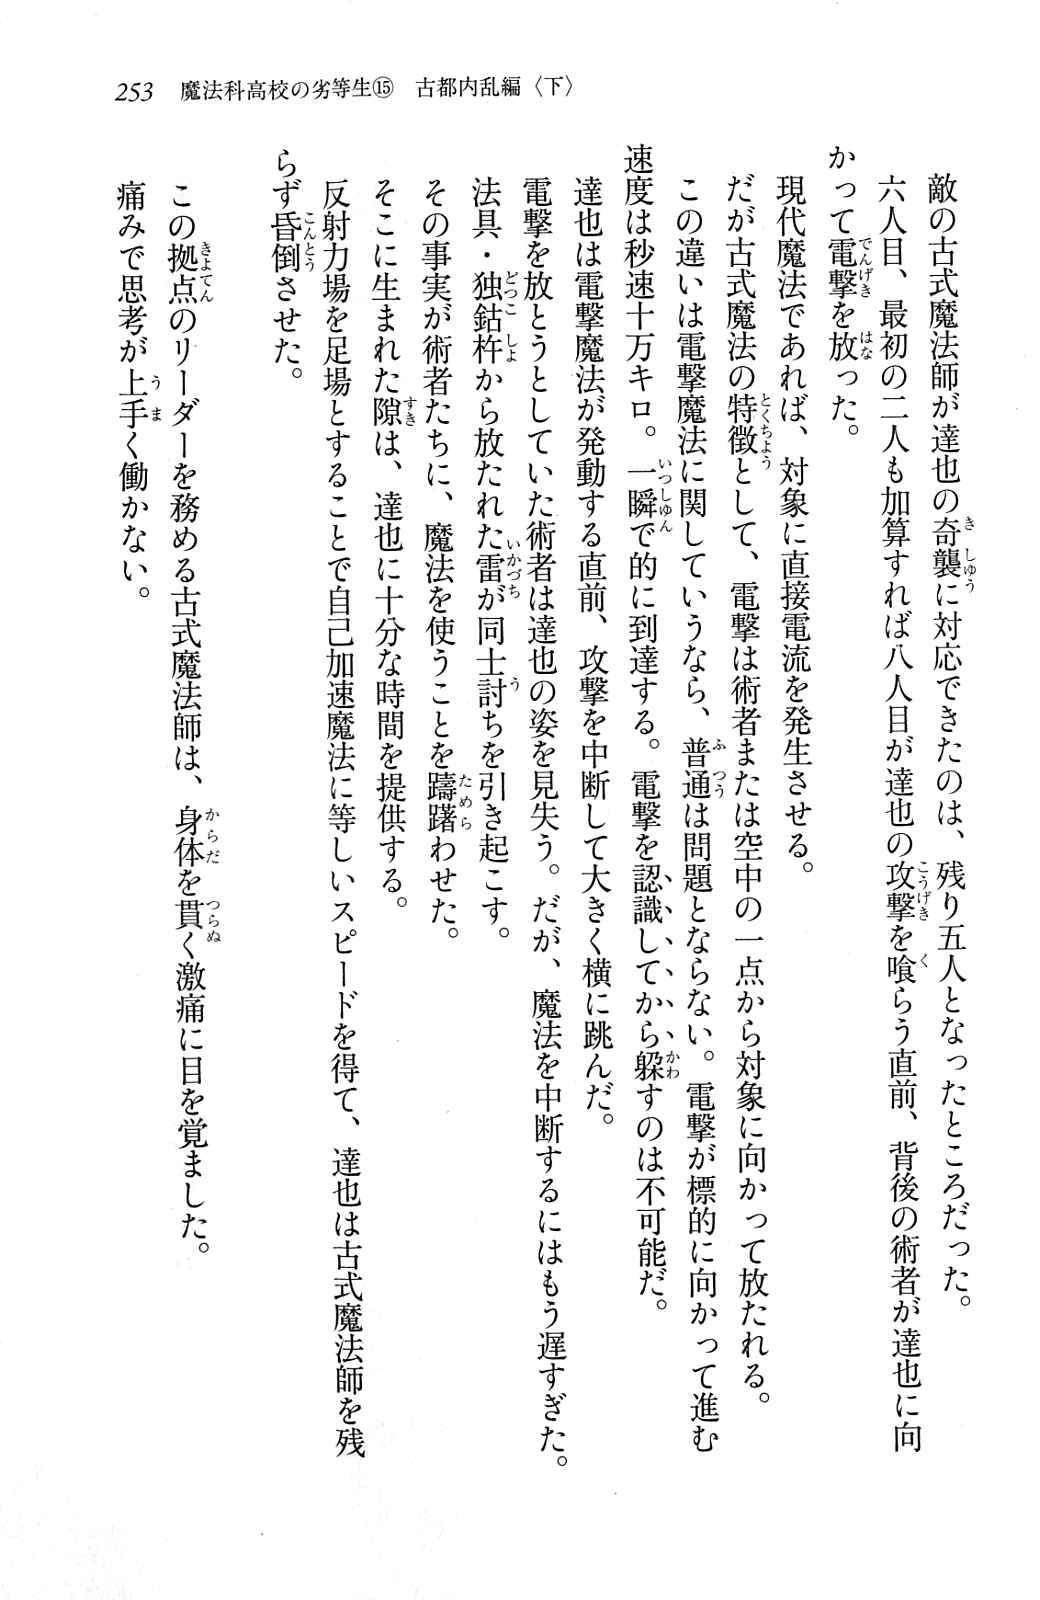 253 魔法科高校の劣等生⑮ 古都内乱編〈下〉
敵の古式魔法師が達也の奇襲に対応できたのは、残り五人となったところだった。
六人目、最初の二人も加算すれば八人目が達也の攻撃を喰らう直前、背後の術者が達也に向
かって電撃を放った。
現代魔法であれば、対象に直接電流を発生させる。
だが古式魔法の特徴として、電撃は術者または空中の一点から対象に向かって放たれる。
この違いは電撃魔法に関していうなら、普通は問題とならない。電撃が標的に向かって進む
速度は秒速十万キロ。一瞬で的に到達する。電撃を認識してから躱すのは不可能だ。
達也は電撃魔法が発動する直前、攻撃を中断して大きく横に跳んだ。
電撃を放とうとしていた術者は達也の姿を見失う。だが、魔法を中断するにはもう遅すぎた。
法具・独鈷杵から放たれた雷が同士討ちを引き起こす。
その事実が術者たちに、魔法を使うことを躊躇わせた。
そこに生まれた隙は、達也に十分な時間を提供する。
反射力場を足場とすることで自己加速魔法に等しいスピードを得て、達也は古式魔法師を残
らず昏倒させた。
この拠点のリーダーを務める古式魔法師は、身体を貫く激痛に目を覚ました。
痛みで思考が上手く働かない。